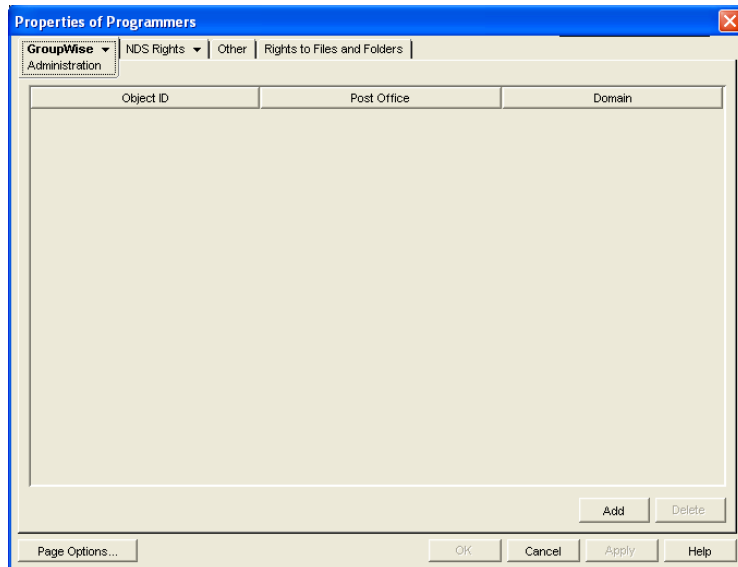 Properties of Programmers
GroupWise NDS Rights Other Rights to Files and Folders
Administration
Object ID Post Office Domain
Add Delete
Page Options... OK Cancel Apply Help